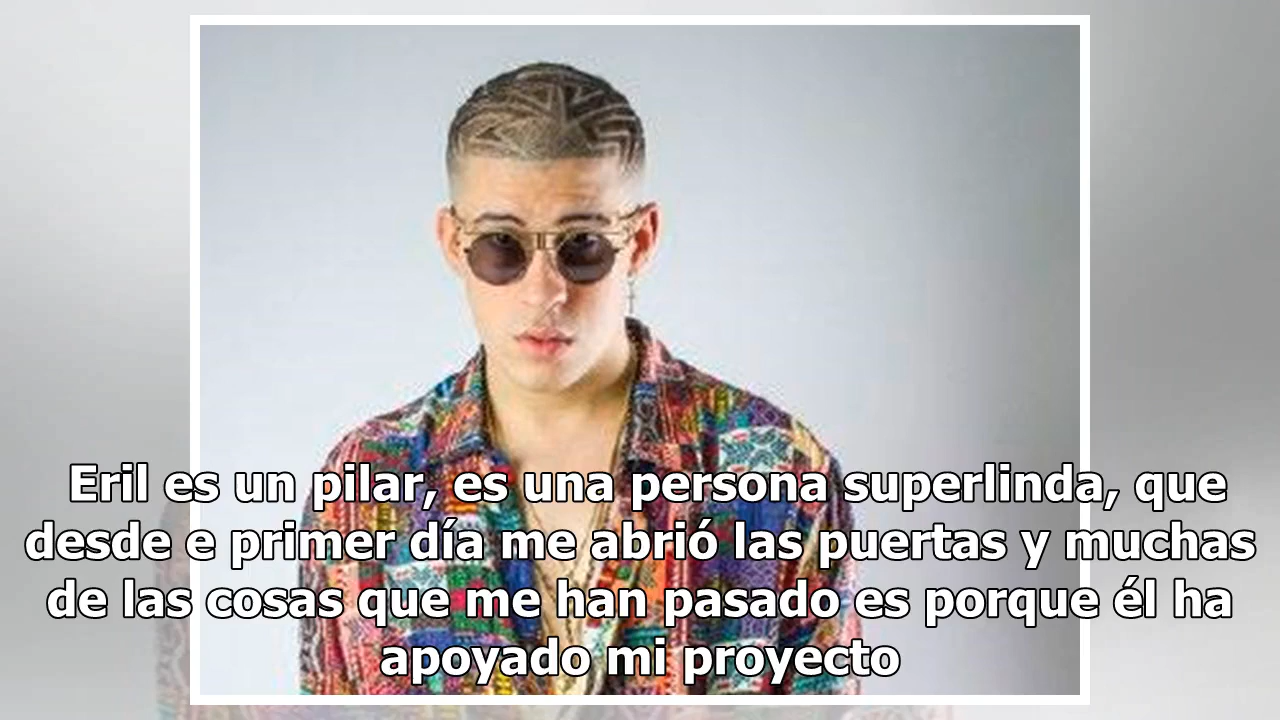 Eril es un pilar, es una persona superlinda, que
desde e primer día me abrió las puertas y muchas
de las cosas que me han pasado es porque él ha
apoyado mi proyecto